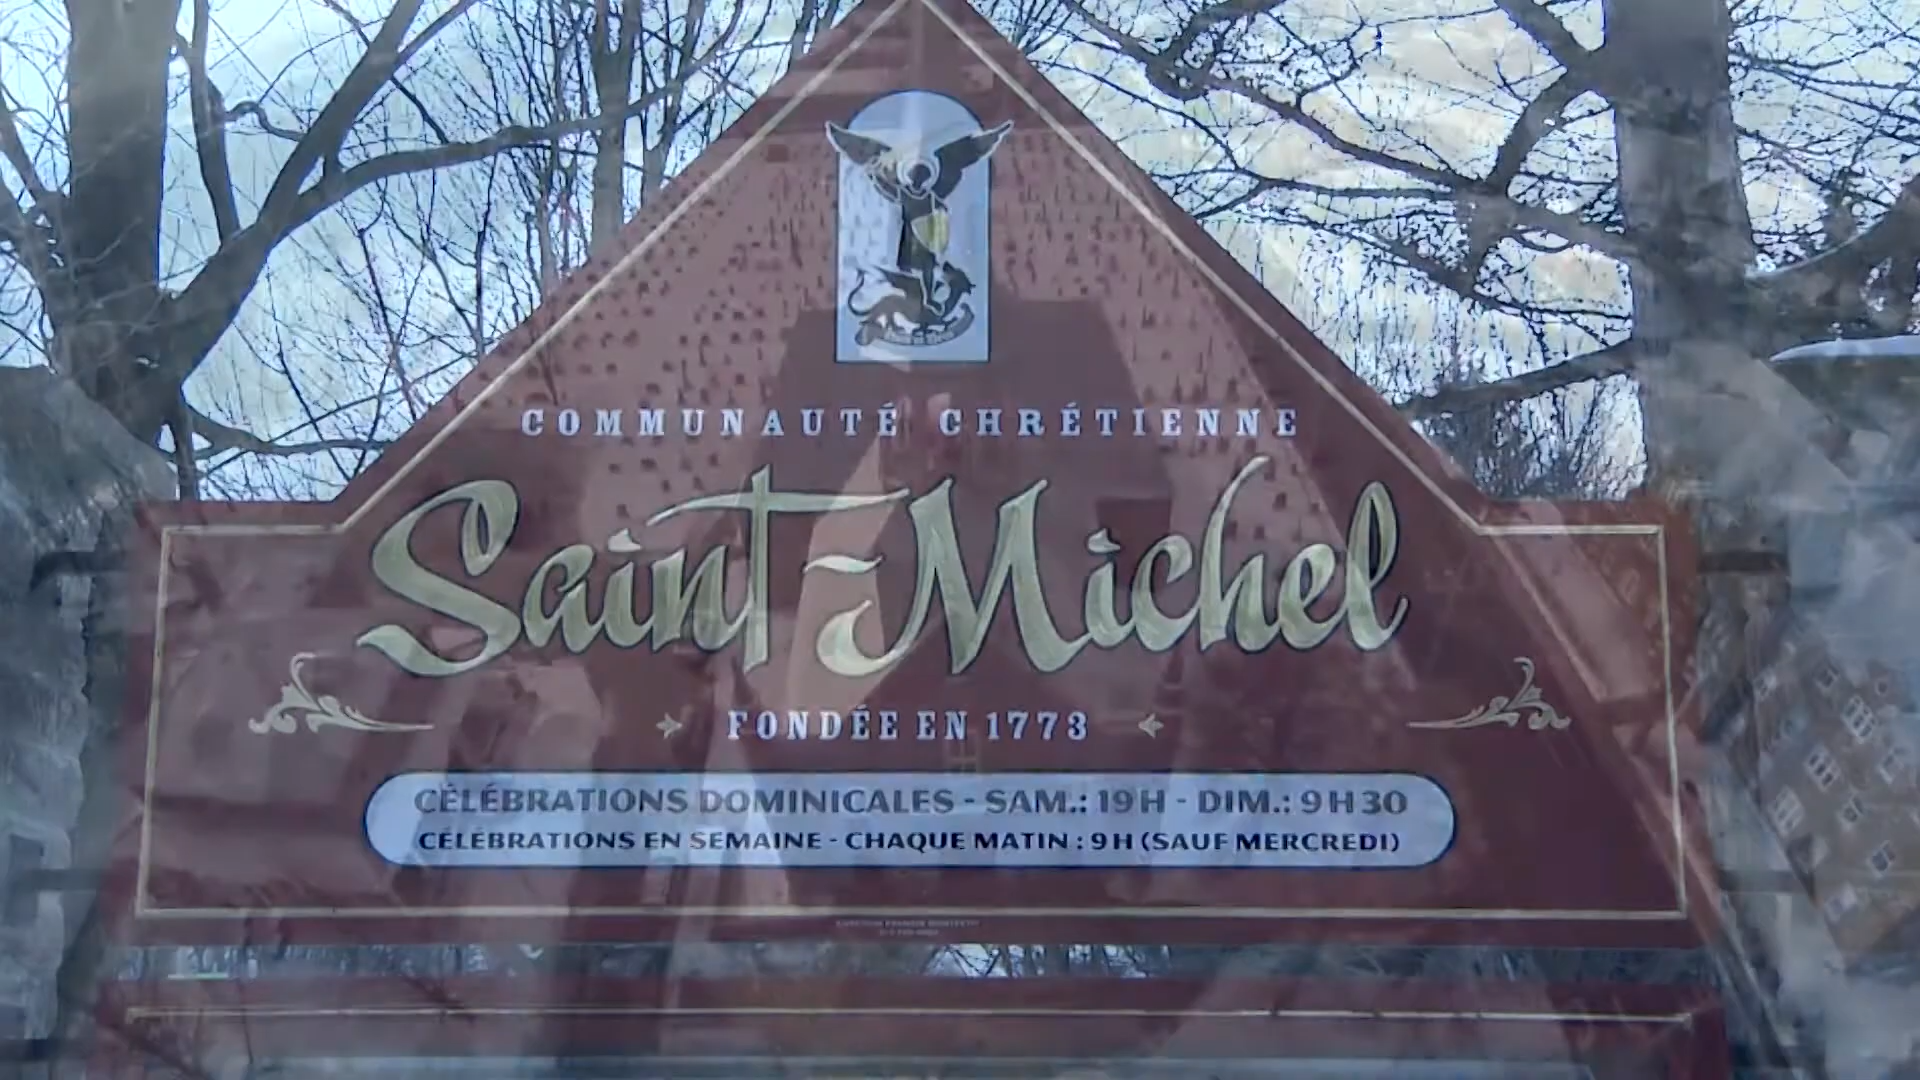 COMMUNAUTÉ CHRÉTIENNE
Saint-Michel
FONDÉE EN 1773
CÉLÉBRATIONS DOMINICALES - SAM.: 19H - DIM.: 9H30
CÉLÉBRATIONS EN SEMAINE - CHAQUE MATIN : 9H (SAUF MERCREDI)